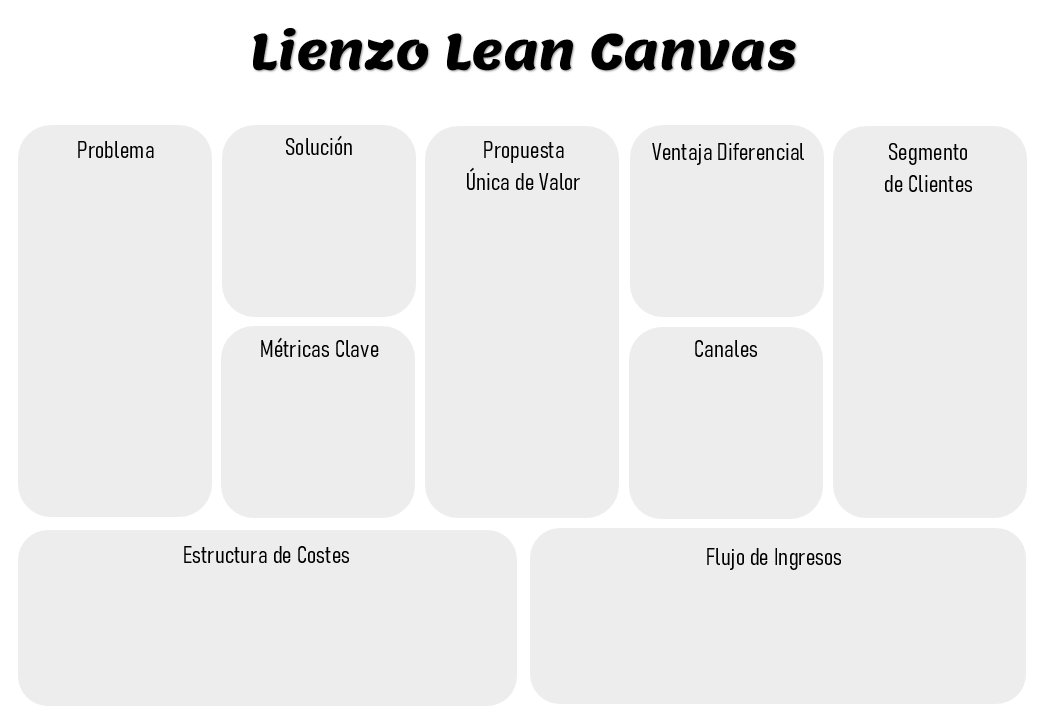 Lienzo Lean Canvas
Problema
Solución
Métricas Clave
Propuesta
Única de Valor
Ventaja Diferencial
Canales
Segmento
de Clientes
Estructura de Costes
Flujo de Ingresos